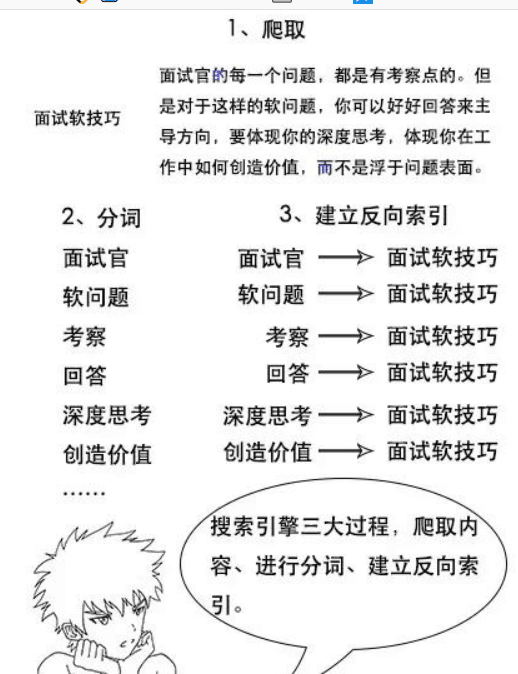 1、爬取
面试软技巧
面试官的每一个问题，都是有考察点的。但
是对于这样的软问题，你可以好好回答来主
导方向，要体现你的深度思考，体现你在工
作中如何创造价值，而不是浮于问题表面。
2、分词
面试官
软问题
考察
回答
深度思考
创造价值
……
3、建立反向索引
面试官 → 面试软技巧
软问题 → 面试软技巧
考察 → 面试软技巧
回答 → 面试软技巧
深度思考 → 面试软技巧
创造价值 → 面试软技巧
搜索引擎三大过程，爬取内
容、进行分词、建立反向索
引。